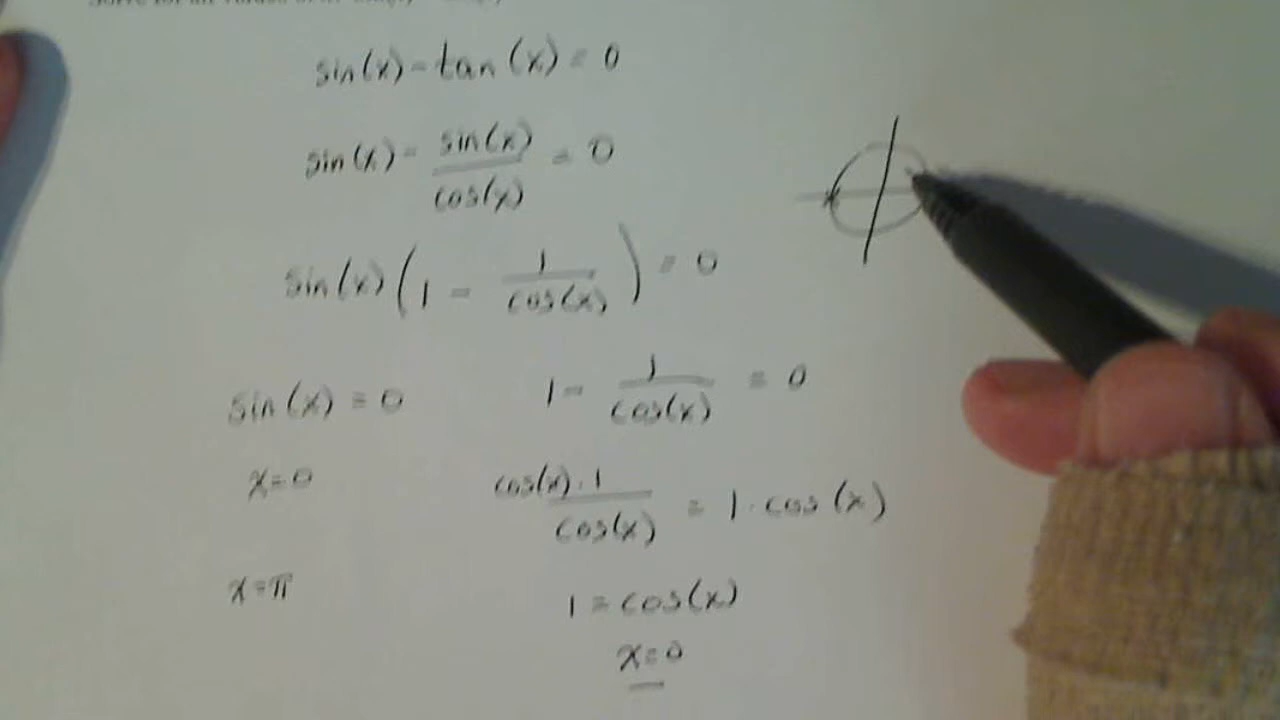 sin(x) - tan(x) = 0
sin(x) - sin(x)/cos(x) = 0
sin(x) (1 - 1/cos(x)) = 0
sin(x) = 0
1 - 1/cos(x) = 0
x = 0
cos(x) · 1/cos(x) = 1 · cos(x)
x = π
1 = cos(x)
x = 0